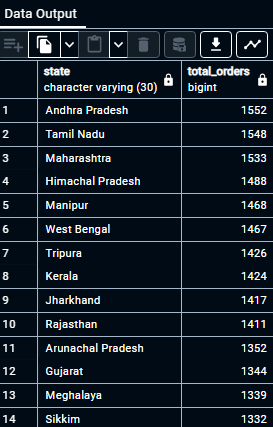 Data Output
state total_orders
character varying (30) bigint
1 Andhra Pradesh 1552
2 Tamil Nadu 1548
3 Maharashtra 1533
4 Himachal Pradesh 1488
5 Manipur 1468
6 West Bengal 1467
7 Tripura 1426
8 Kerala 1424
9 Jharkhand 1417
10 Rajasthan 1411
11 Arunachal Pradesh 1352
12 Gujarat 1344
13 Meghalaya 1339
14 Sikkim 1332